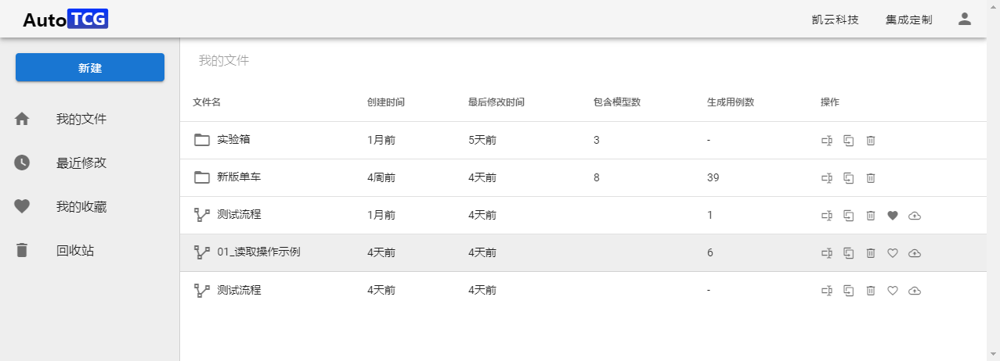 AutoTCG 凯云科技 集成定制
新建
我的文件
最近修改
我的收藏
回收站
我的文件
文件名 创建时间 最后修改时间 包含模型数 生成用例数 操作
实验箱 1月前 5天前 3 -
新版单车 4周前 4天前 8 39
测试流程 1月前 4天前 1
01_读取操作示例 4天前 4天前 6
测试流程 4天前 4天前 -